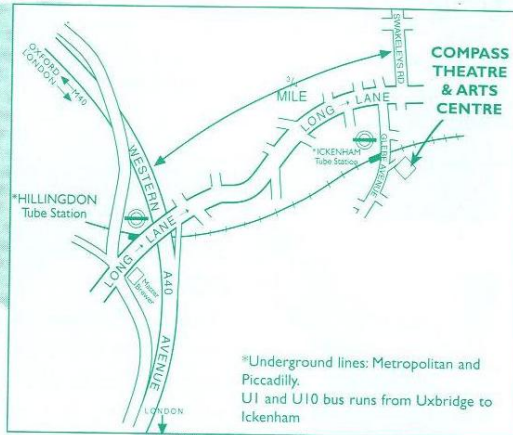 SWAKELEYS RD
COMPASS
THEATRE
& ARTS
CENTRE
OXFORD
LONDON
M40
3/4
MILE
LONG → LANE
WESTERN
*ICKENHAM
Tube Station
GLEBE AVENUE
*HILLINGDON
Tube Station
LONG → LANE →
Master
Brewer
A40
AVENUE
LONDON
*Underground lines: Metropolitan and
Piccadilly.
U1 and U10 bus runs from Uxbridge to
Ickenham